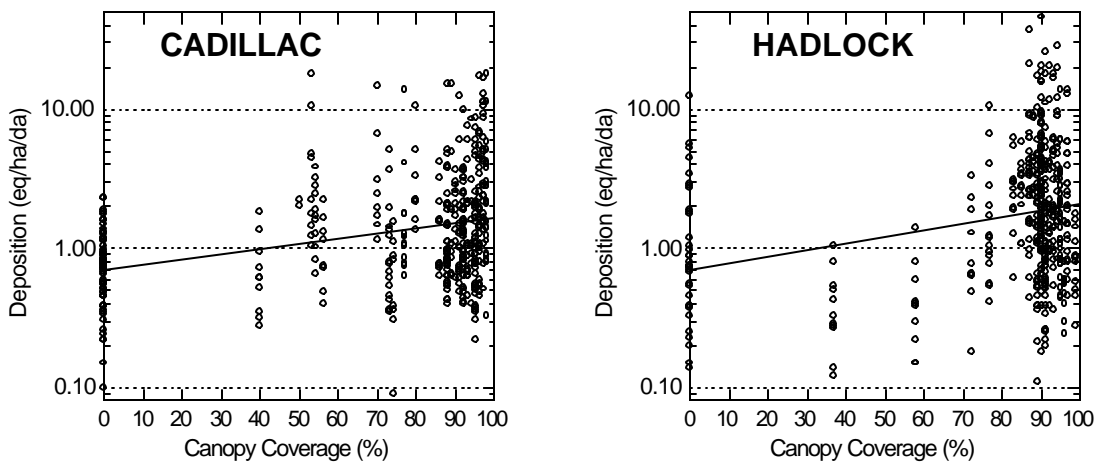 CADILLAC
Deposition (eq/ha/da)
10.00
1.00
0.10
0 10 20 30 40 50 60 70 80 90 100
Canopy Coverage (%)
HADLOCK
Deposition (eq/ha/da)
10.00
1.00
0.10
0 10 20 30 40 50 60 70 80 90 100
Canopy Coverage (%)